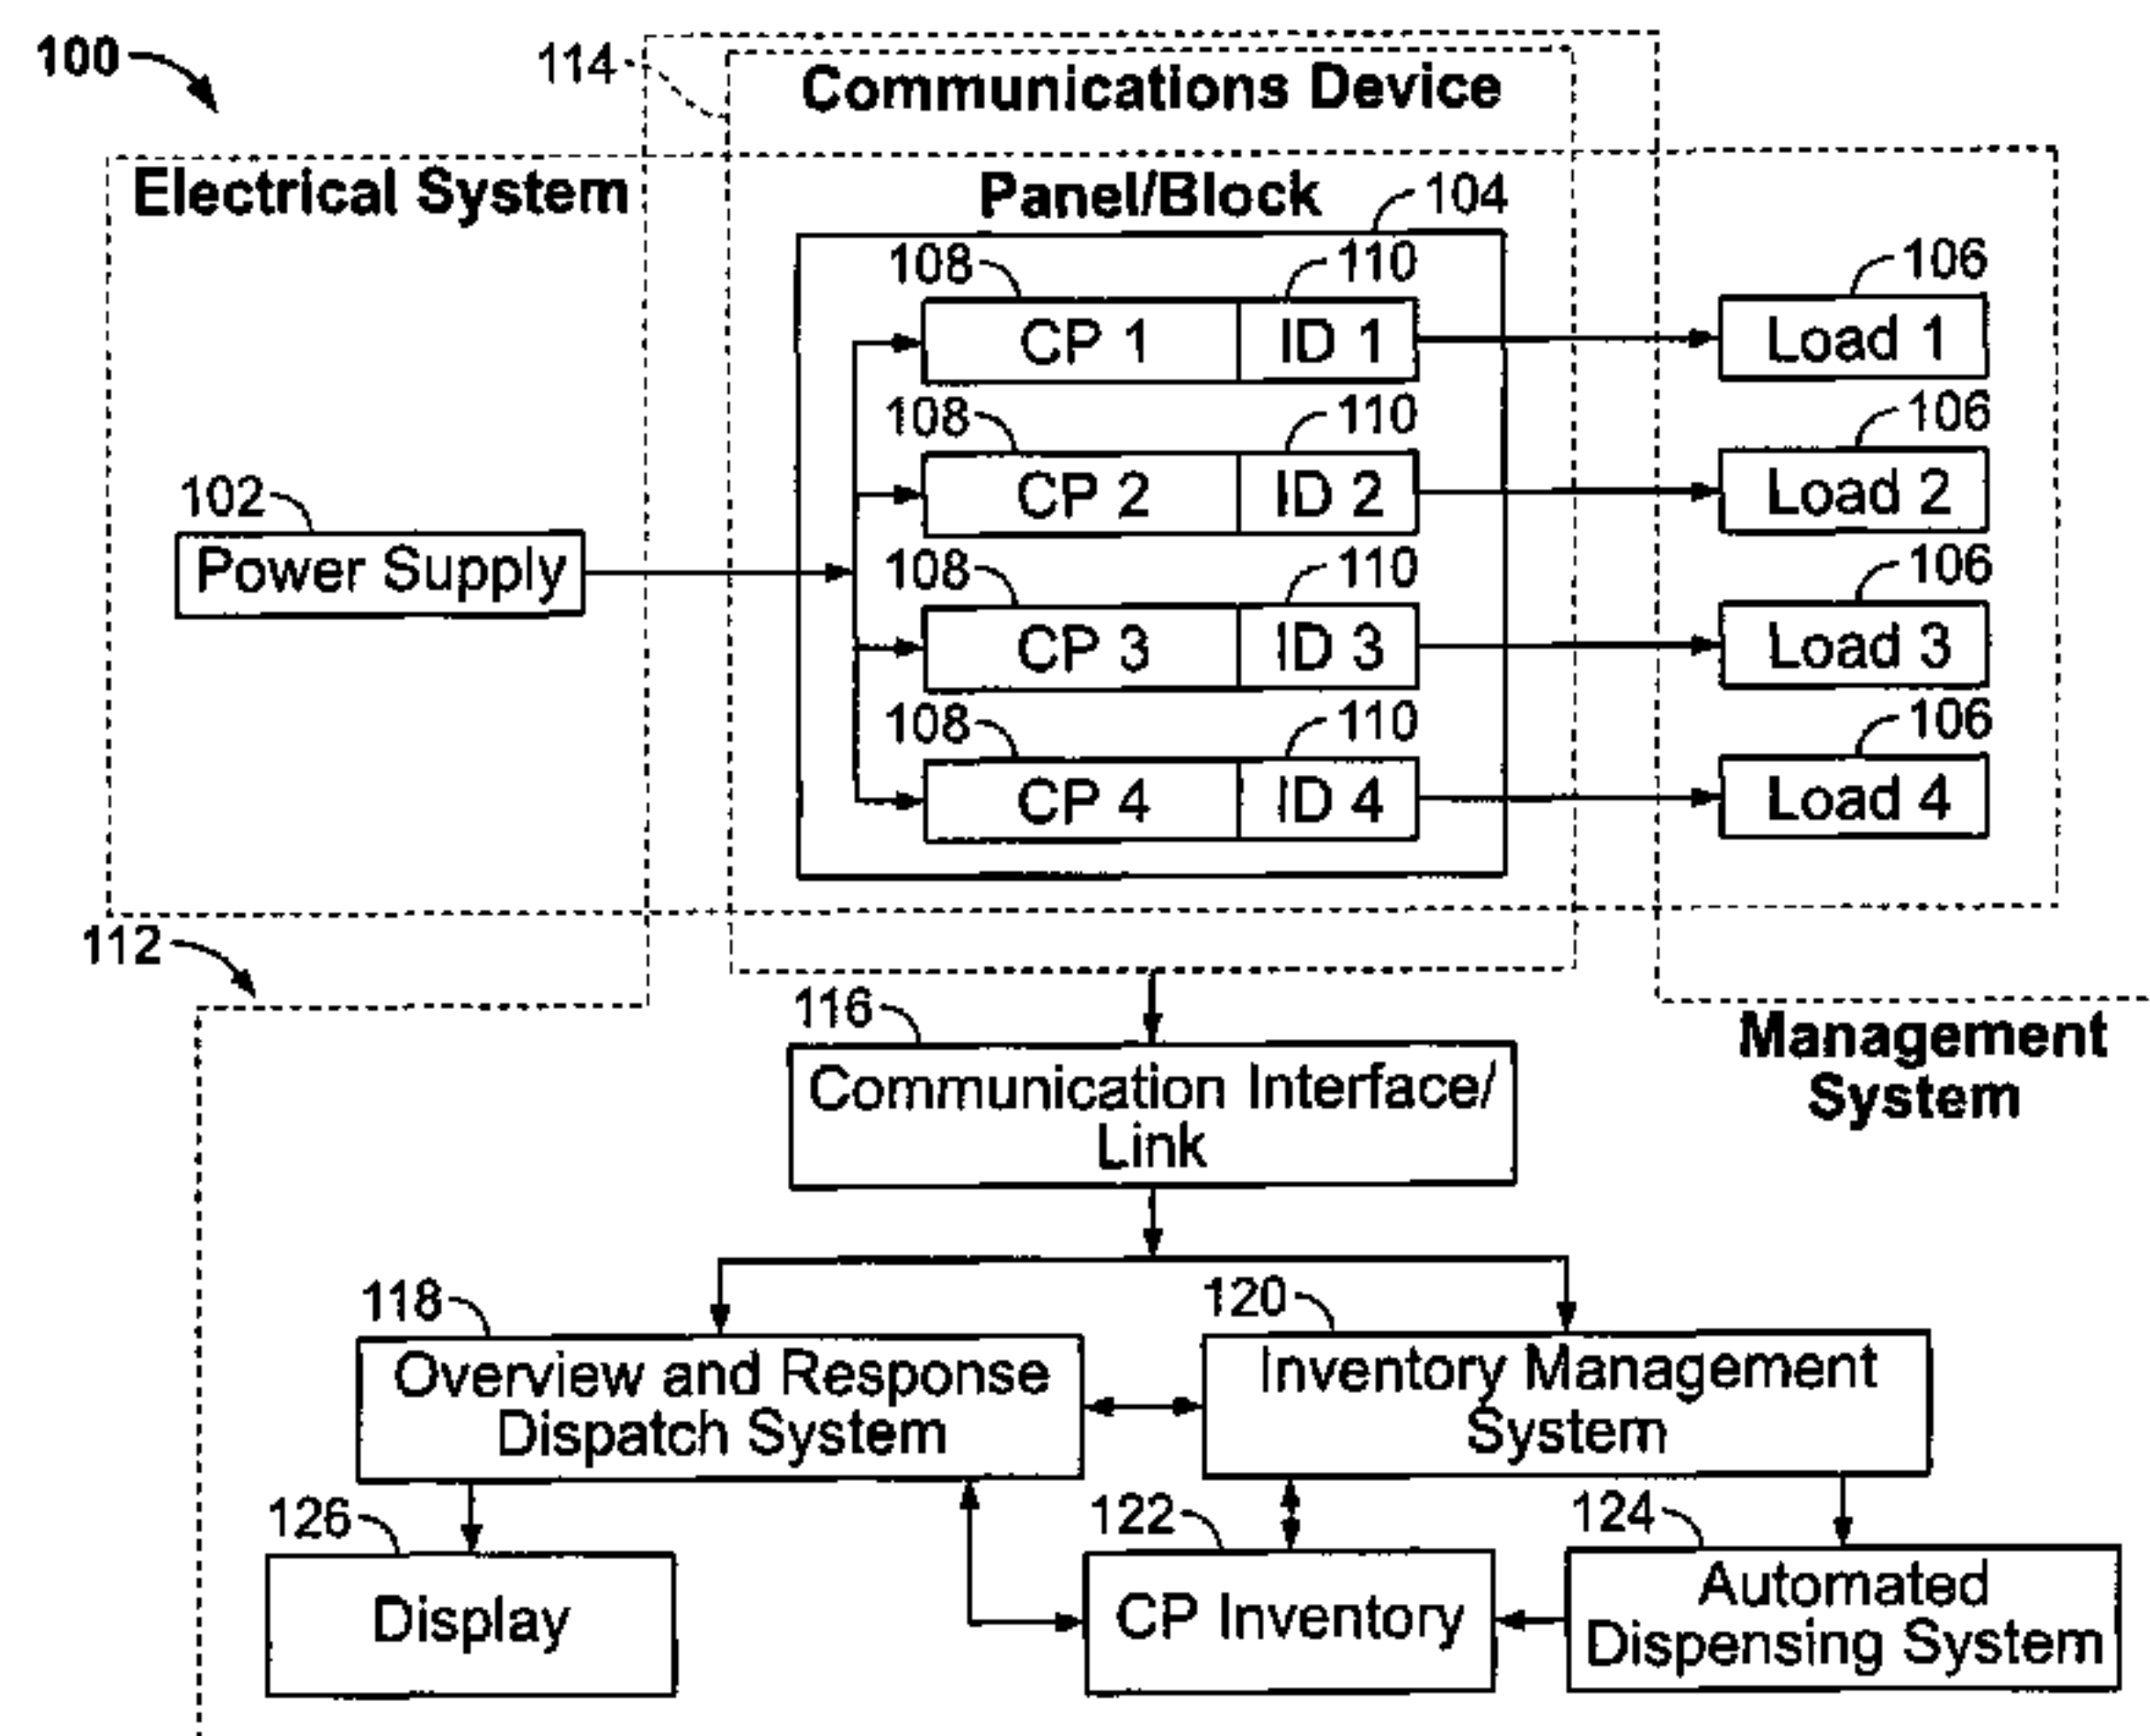 100
114
Communications Device
Electrical System
Panel/Block
104
108
110
106
CP 1
ID 1
Load 1
108
110
106
CP 2
ID 2
Load 2
102
Power Supply
108
110
106
CP 3
ID 3
Load 3
108
110
106
CP 4
ID 4
Load 4
112
116
Communication Interface/
Link
Management
System
118
Overview and Response
Dispatch System
120
Inventory Management
System
126
Display
122
CP Inventory
124
Automated
Dispensing System